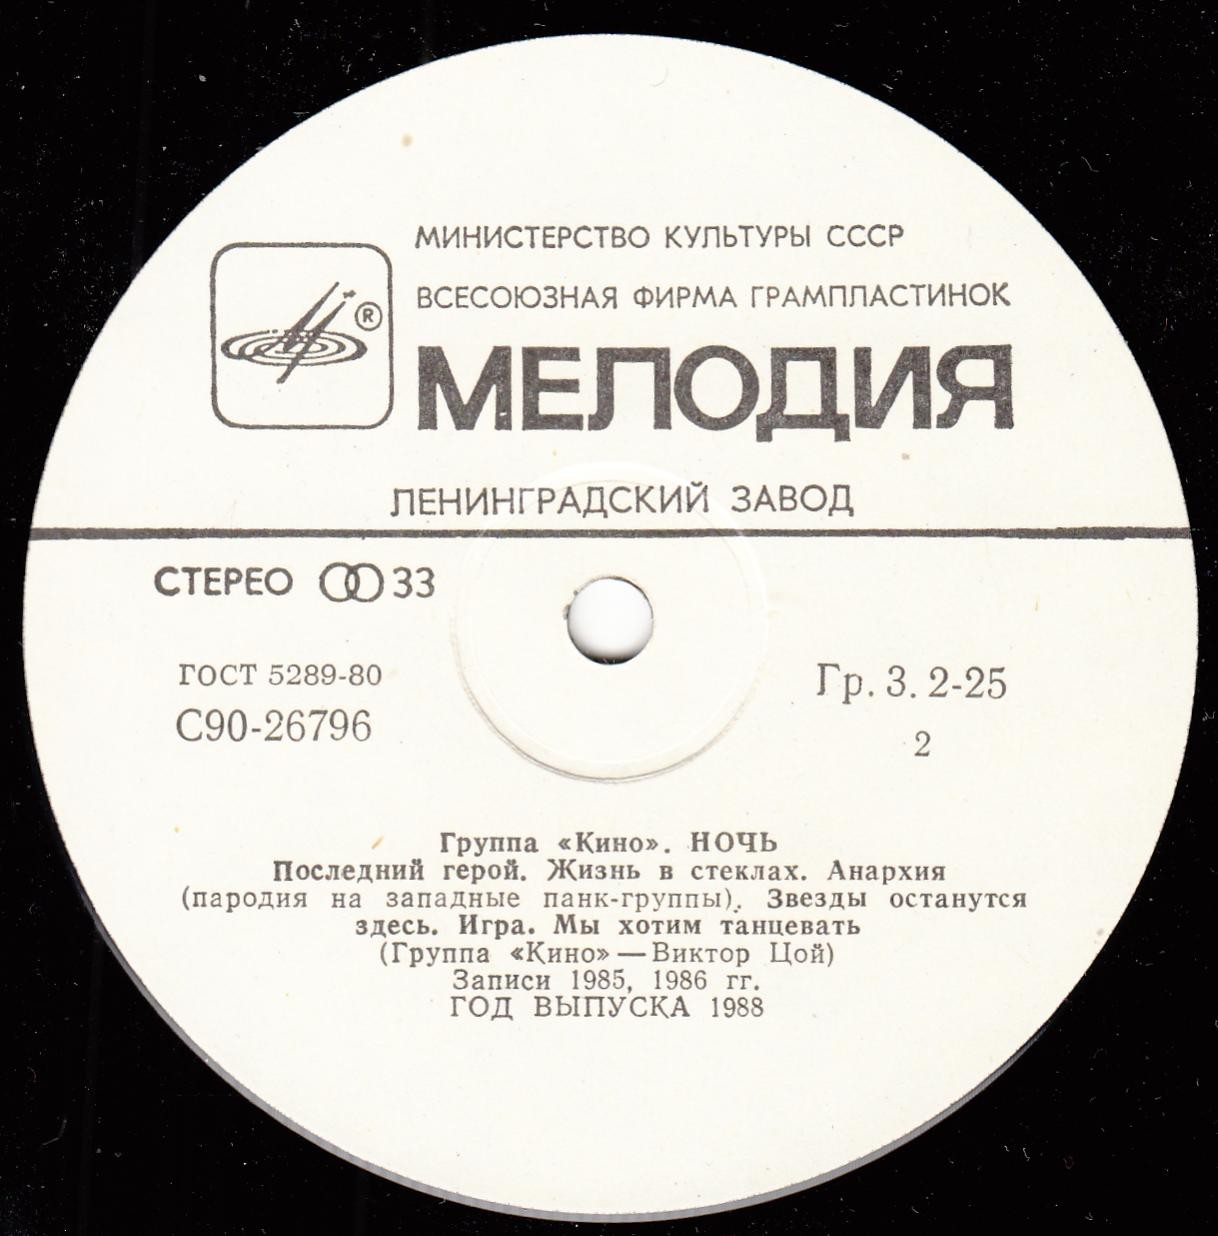 МИНИСТЕРСТВО КУЛЬТУРЫ СССР
ВСЕСОЮЗНАЯ ФИРМА ГРАМПЛАСТИНОК
®
МЕЛОДИЯ
ЛЕНИНГРАДСКИЙ ЗАВОД
СТЕРЕО 33
ГОСТ 5289-80
С90-26796
Гр. 3. 2-25
2
Группа «Кино». НОЧЬ
Последний герой. Жизнь в стеклах. Анархия
(пародия на западные панк-группы). Звезды останутся
здесь. Игра. Мы хотим танцевать
(Группа «Кино» — Виктор Цой)
Записи 1985, 1986 гг.
ГОД ВЫПУСКА 1988